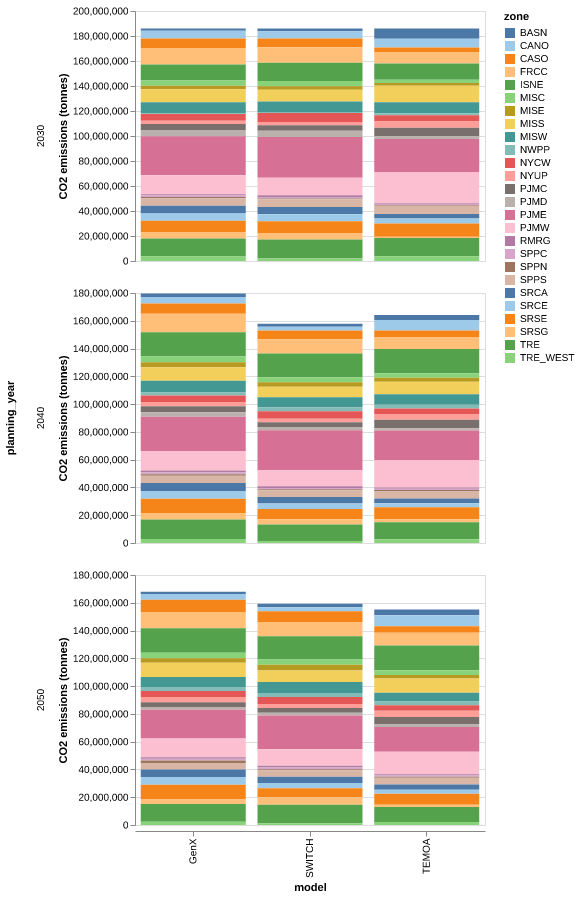 zone
BASN
CANO
CASO
FRCC
ISNE
MISC
MISE
MISS
MISW
NWPP
NYCW
NYUP
PJMC
PJMD
PJME
PJMW
RMRG
SPPC
SPPN
SPPS
SRCA
SRCE
SRSE
SRSG
TRE
TRE_WEST
planning_year
2030
CO2 emissions (tonnes)
200,000,000
180,000,000
160,000,000
140,000,000
120,000,000
100,000,000
80,000,000
60,000,000
40,000,000
20,000,000
0
2040
CO2 emissions (tonnes)
180,000,000
160,000,000
140,000,000
120,000,000
100,000,000
80,000,000
60,000,000
40,000,000
20,000,000
0
2050
CO2 emissions (tonnes)
180,000,000
160,000,000
140,000,000
120,000,000
100,000,000
80,000,000
60,000,000
40,000,000
20,000,000
0
GenX
SWITCH
TEMOA
model